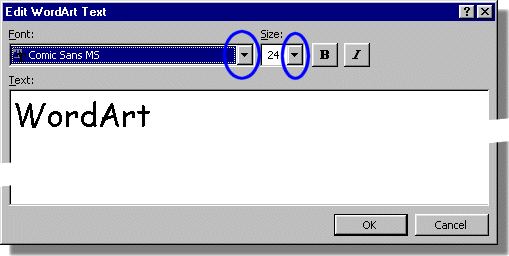 Edit WordArt Text
Font:
Size:
Comic Sans MS
24
B
I
Text:
WordArt
OK
Cancel